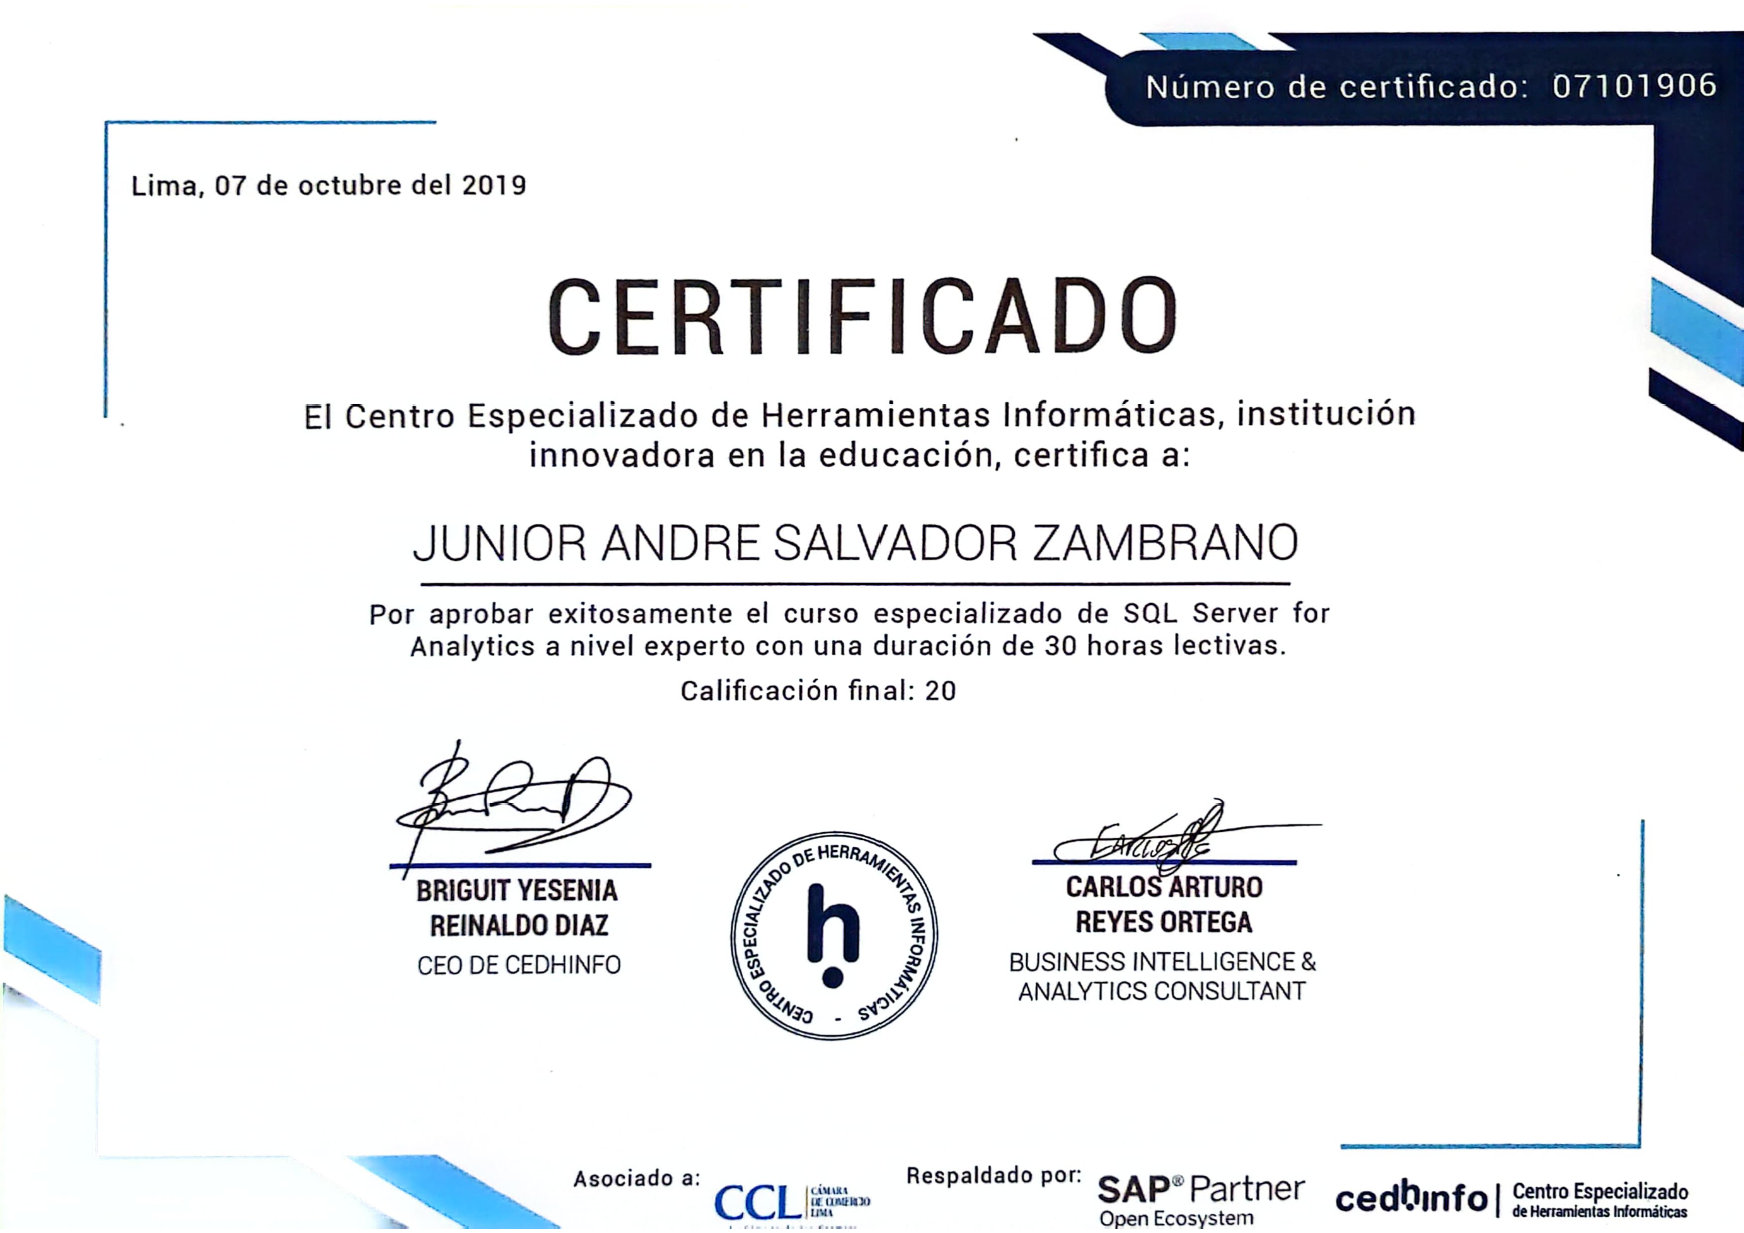 Número de certificado: 07101906
Lima, 07 de octubre del 2019
CERTIFICADO
El Centro Especializado de Herramientas Informáticas, institución
innovadora en la educación, certifica a:
JUNIOR ANDRE SALVADOR ZAMBRANO
Por aprobar exitosamente el curso especializado de SQL Server for
Analytics a nivel experto con una duración de 30 horas lectivas.
Calificación final: 20
BRIGUIT YESENIA
REINALDO DIAZ
CEO DE CEDHINFO
CENTRO ESPECIALIZADO DE HERRAMIENTAS INFORMÁTICAS -
h
CARLOS ARTURO
REYES ORTEGA
BUSINESS INTELLIGENCE &
ANALYTICS CONSULTANT
Asociado a:
CCL
CÁMARA
DE COMERCIO
LIMA
Respaldado por:
SAP® Partner
Open Ecosystem
cedhinfo
Centro Especializado
de Herramientas Informáticas